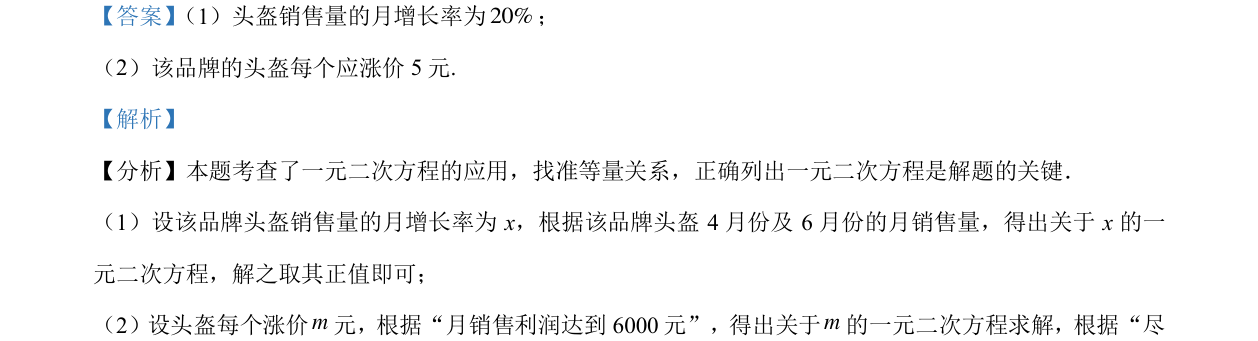 【答案】（1）头盔销售量的月增长率为20%；
（2）该品牌的头盔每个应涨价 5 元.
【解析】
【分析】本题考查了一元二次方程的应用，找准等量关系，正确列出一元二次方程是解题的关键．
（1）设该品牌头盔销售量的月增长率为 x，根据该品牌头盔 4 月份及 6 月份的月销售量，得出关于 x 的一
元二次方程，解之取其正值即可；
（2）设头盔每个涨价 m 元，根据“月销售利润达到 6000 元”，得出关于 m 的一元二次方程求解，根据“尽